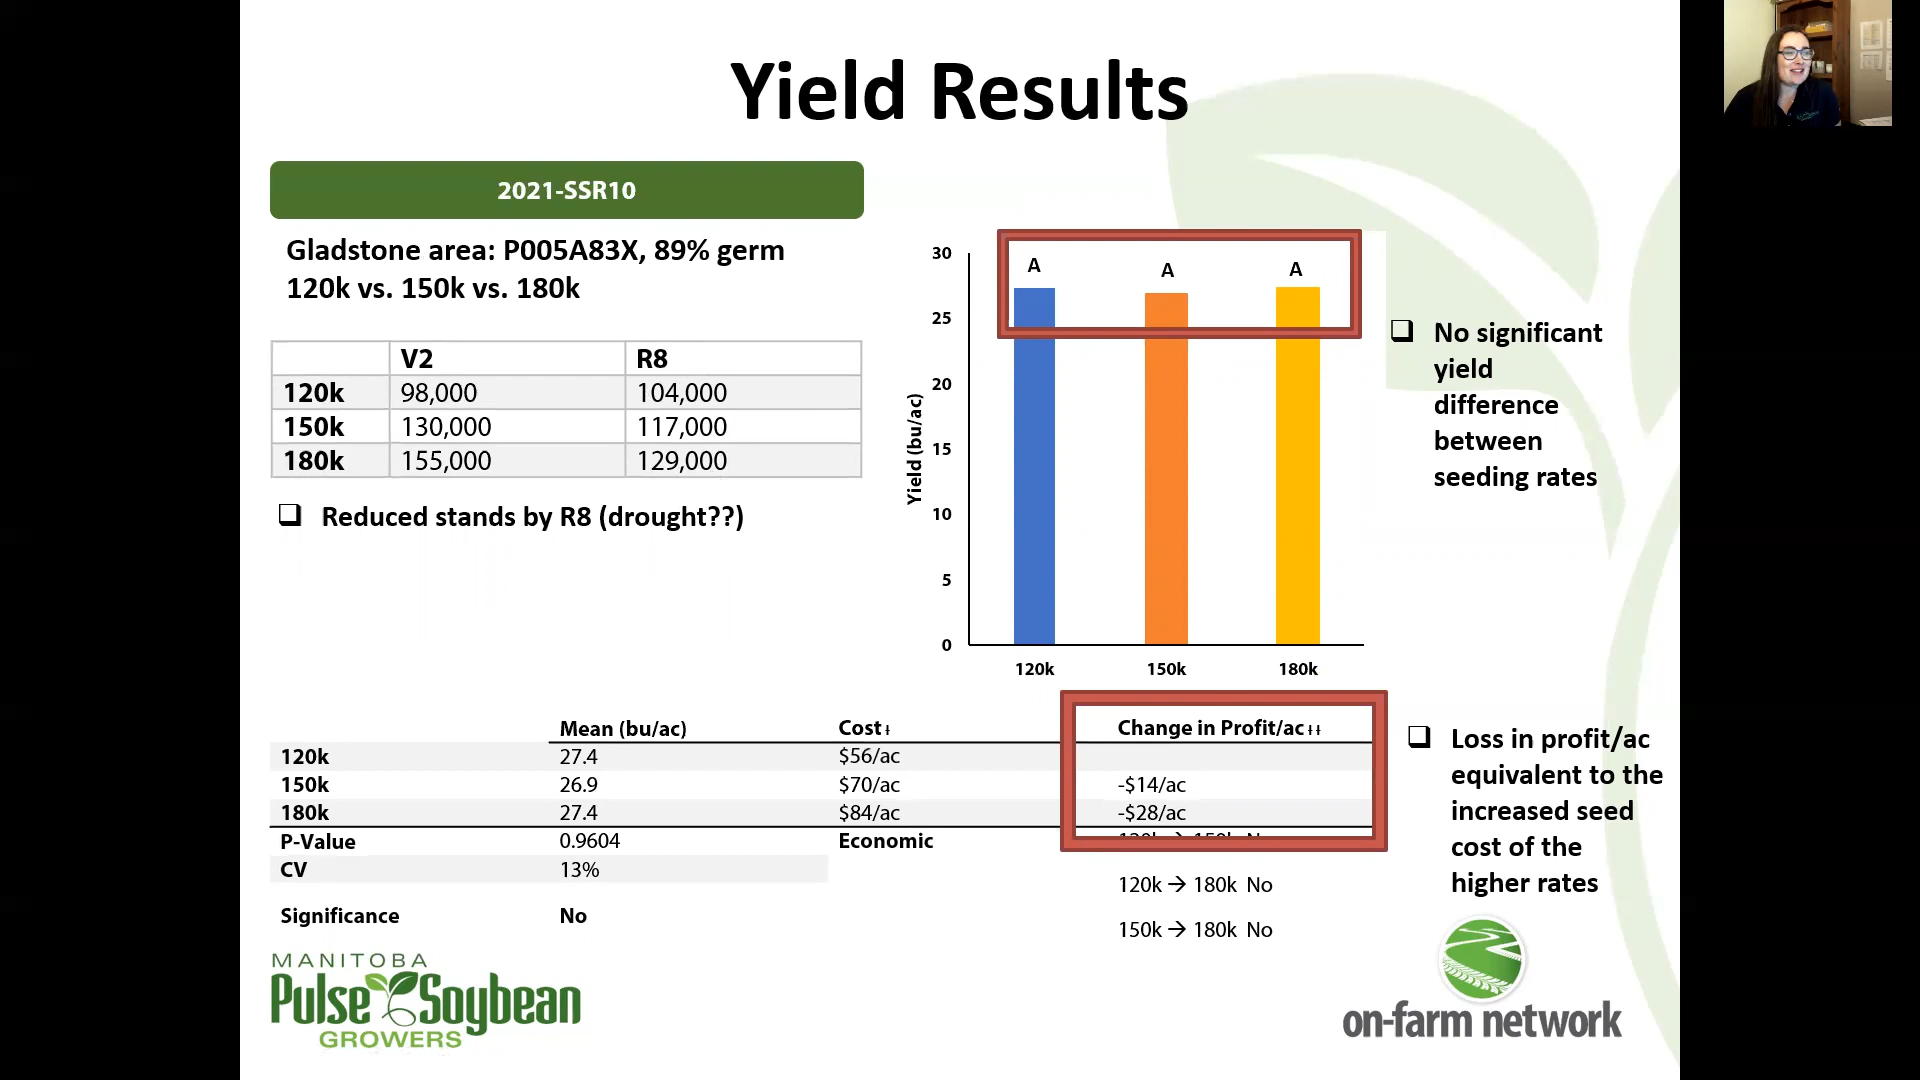 Yield Results
2021-SSR10
Gladstone area: P005A83X, 89% germ
120k vs. 150k vs. 180k
V2 R8
120k 98,000 104,000
150k 130,000 117,000
180k 155,000 129,000
❑ Reduced stands by R8 (drought??)
Yield (bu/ac)
30
25
20
15
10
5
0
A A A
120k 150k 180k
❑ No significant
yield
difference
between
seeding rates
Mean (bu/ac) Cost ƚ Change in Profit/ac ƚ ƚ
120k 27.4 $56/ac
150k 26.9 $70/ac -$14/ac
180k 27.4 $84/ac -$28/ac
P-Value 0.9604 Economic
CV 13%
120k → 180k No
Significance No
150k → 180k No
❑ Loss in profit/ac
equivalent to the
increased seed
cost of the
higher rates
MANITOBA
Pulse Soybean
GROWERS
on-farm network